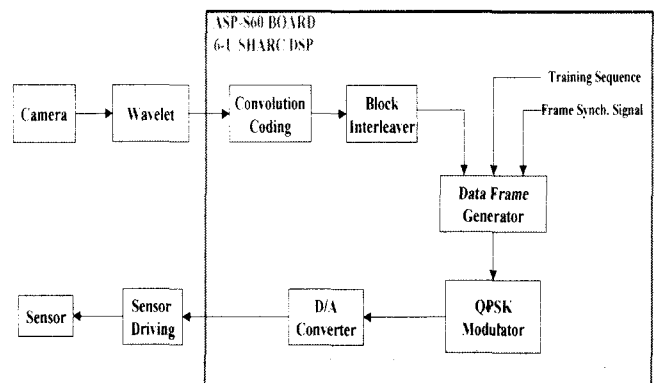 ASP-S60 BOARD
6-U SHARC DSP
Training Sequence
Camera
Wavelet
Convolution
Coding
Block
Interleaver
Frame Synch. Signal
Data Frame
Generator
Sensor
Sensor
Driving
D/A
Converter
QPSK
Modulator